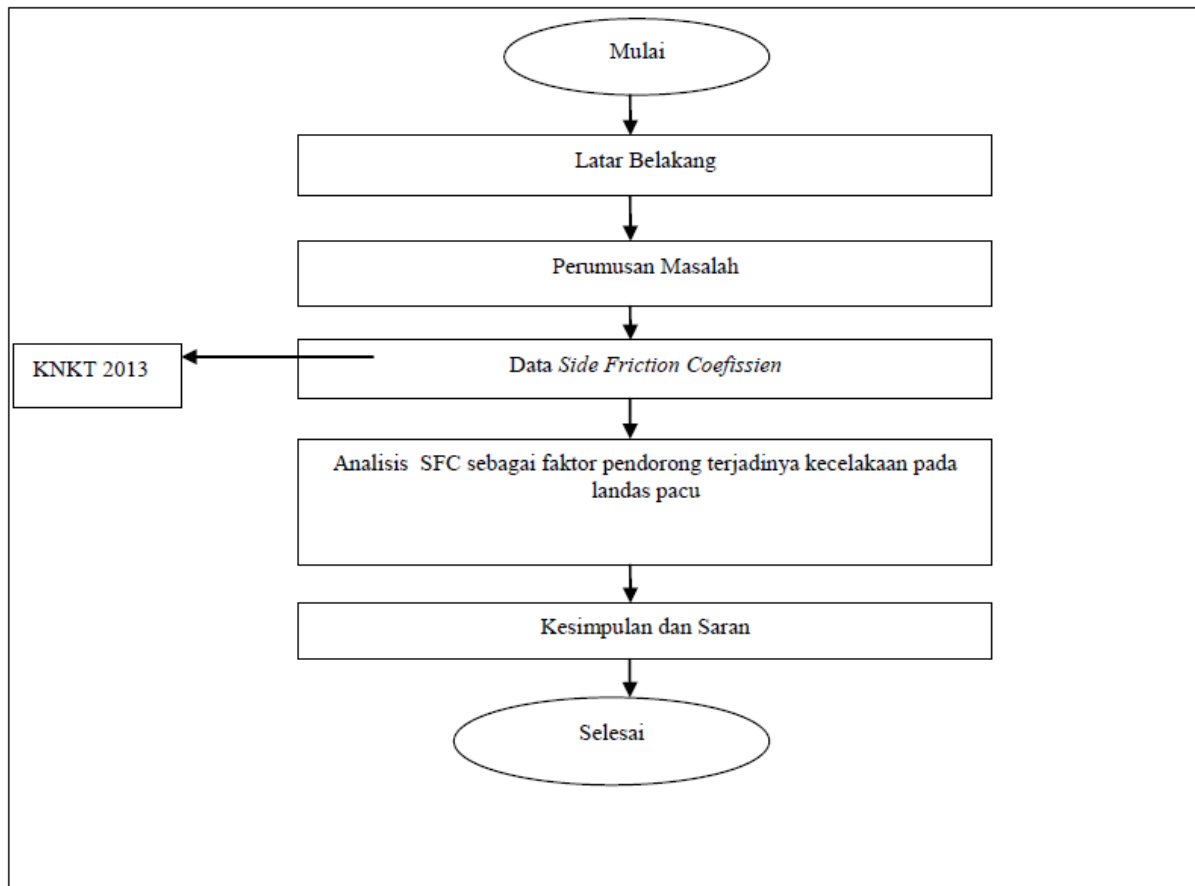 Mulai
Latar Belakang
Perumusan Masalah
KNKT 2013
Data Side Friction Coefissien
Analisis SFC sebagai faktor pendorong terjadinya kecelakaan pada
landas pacu
Kesimpulan dan Saran
Selesai